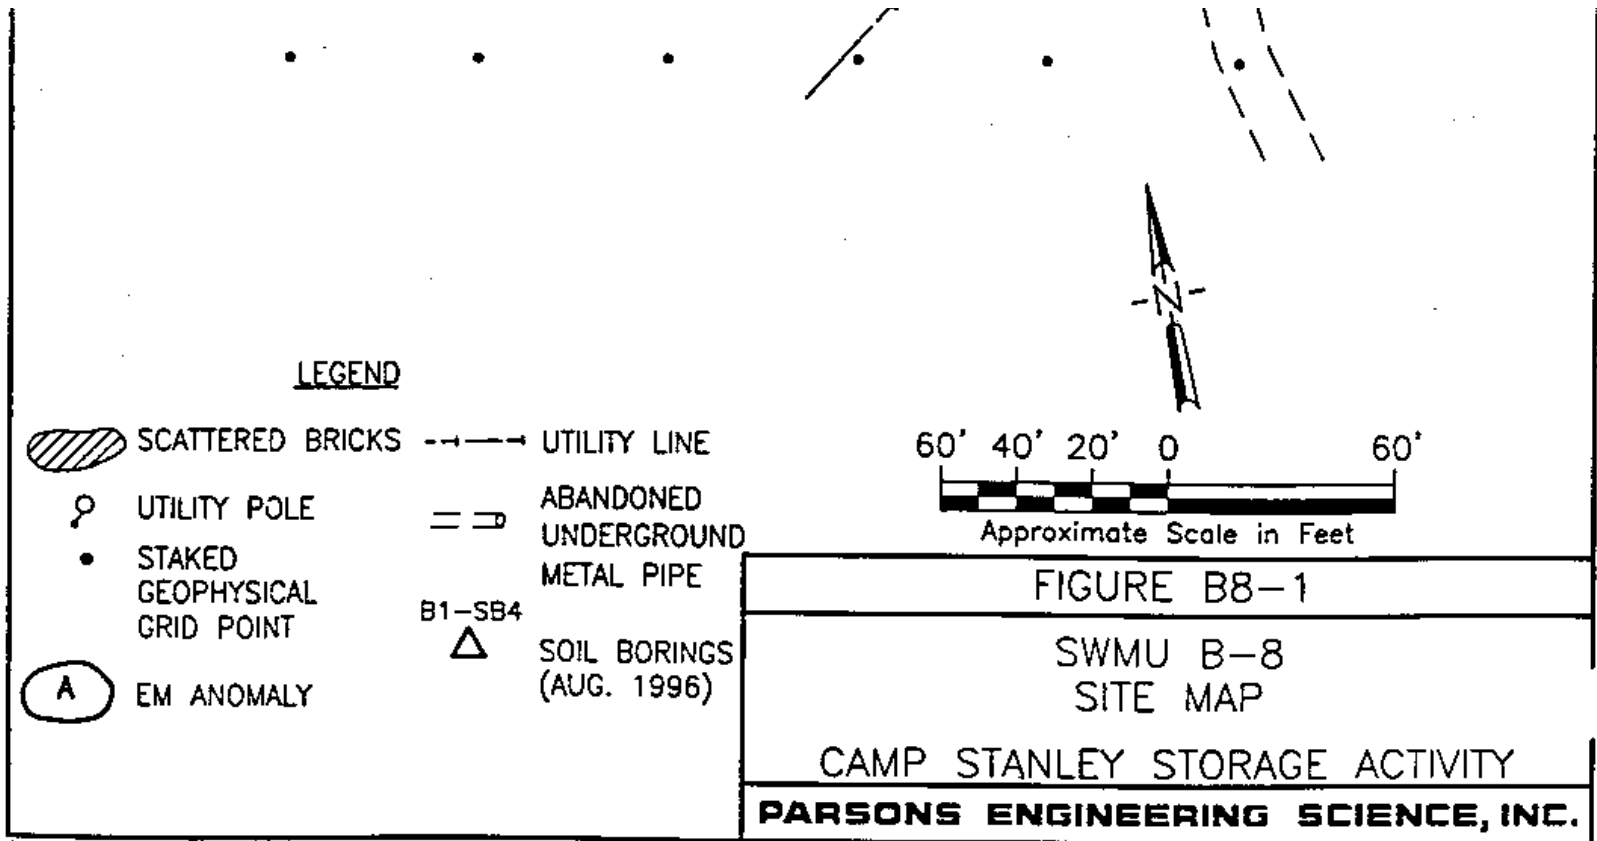 LEGEND
SCATTERED BRICKS
UTILITY LINE
UTILITY POLE
ABANDONED
UNDERGROUND
METAL PIPE
STAKED
GEOPHYSICAL
GRID POINT
B1-SB4
SOIL BORINGS
(AUG. 1996)
A
EM ANOMALY
N
60' 40' 20' 0 60'
Approximate Scale in Feet
FIGURE B8-1
SWMU B-8
SITE MAP
CAMP STANLEY STORAGE ACTIVITY
PARSONS ENGINEERING SCIENCE, INC.